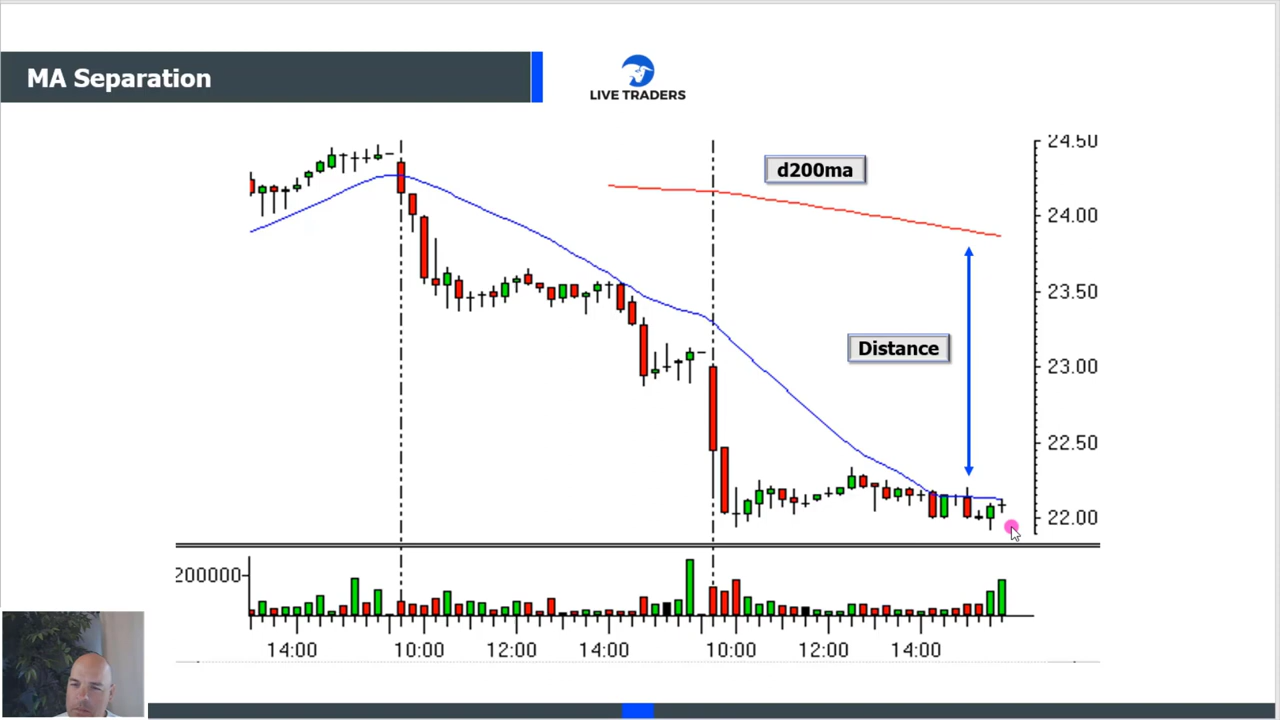 MA Separation
LIVE TRADERS
24.50
d200ma
24.00
23.50
Distance
23.00
22.50
22.00
200000
14:00 10:00 12:00 14:00 10:00 12:00 14:00